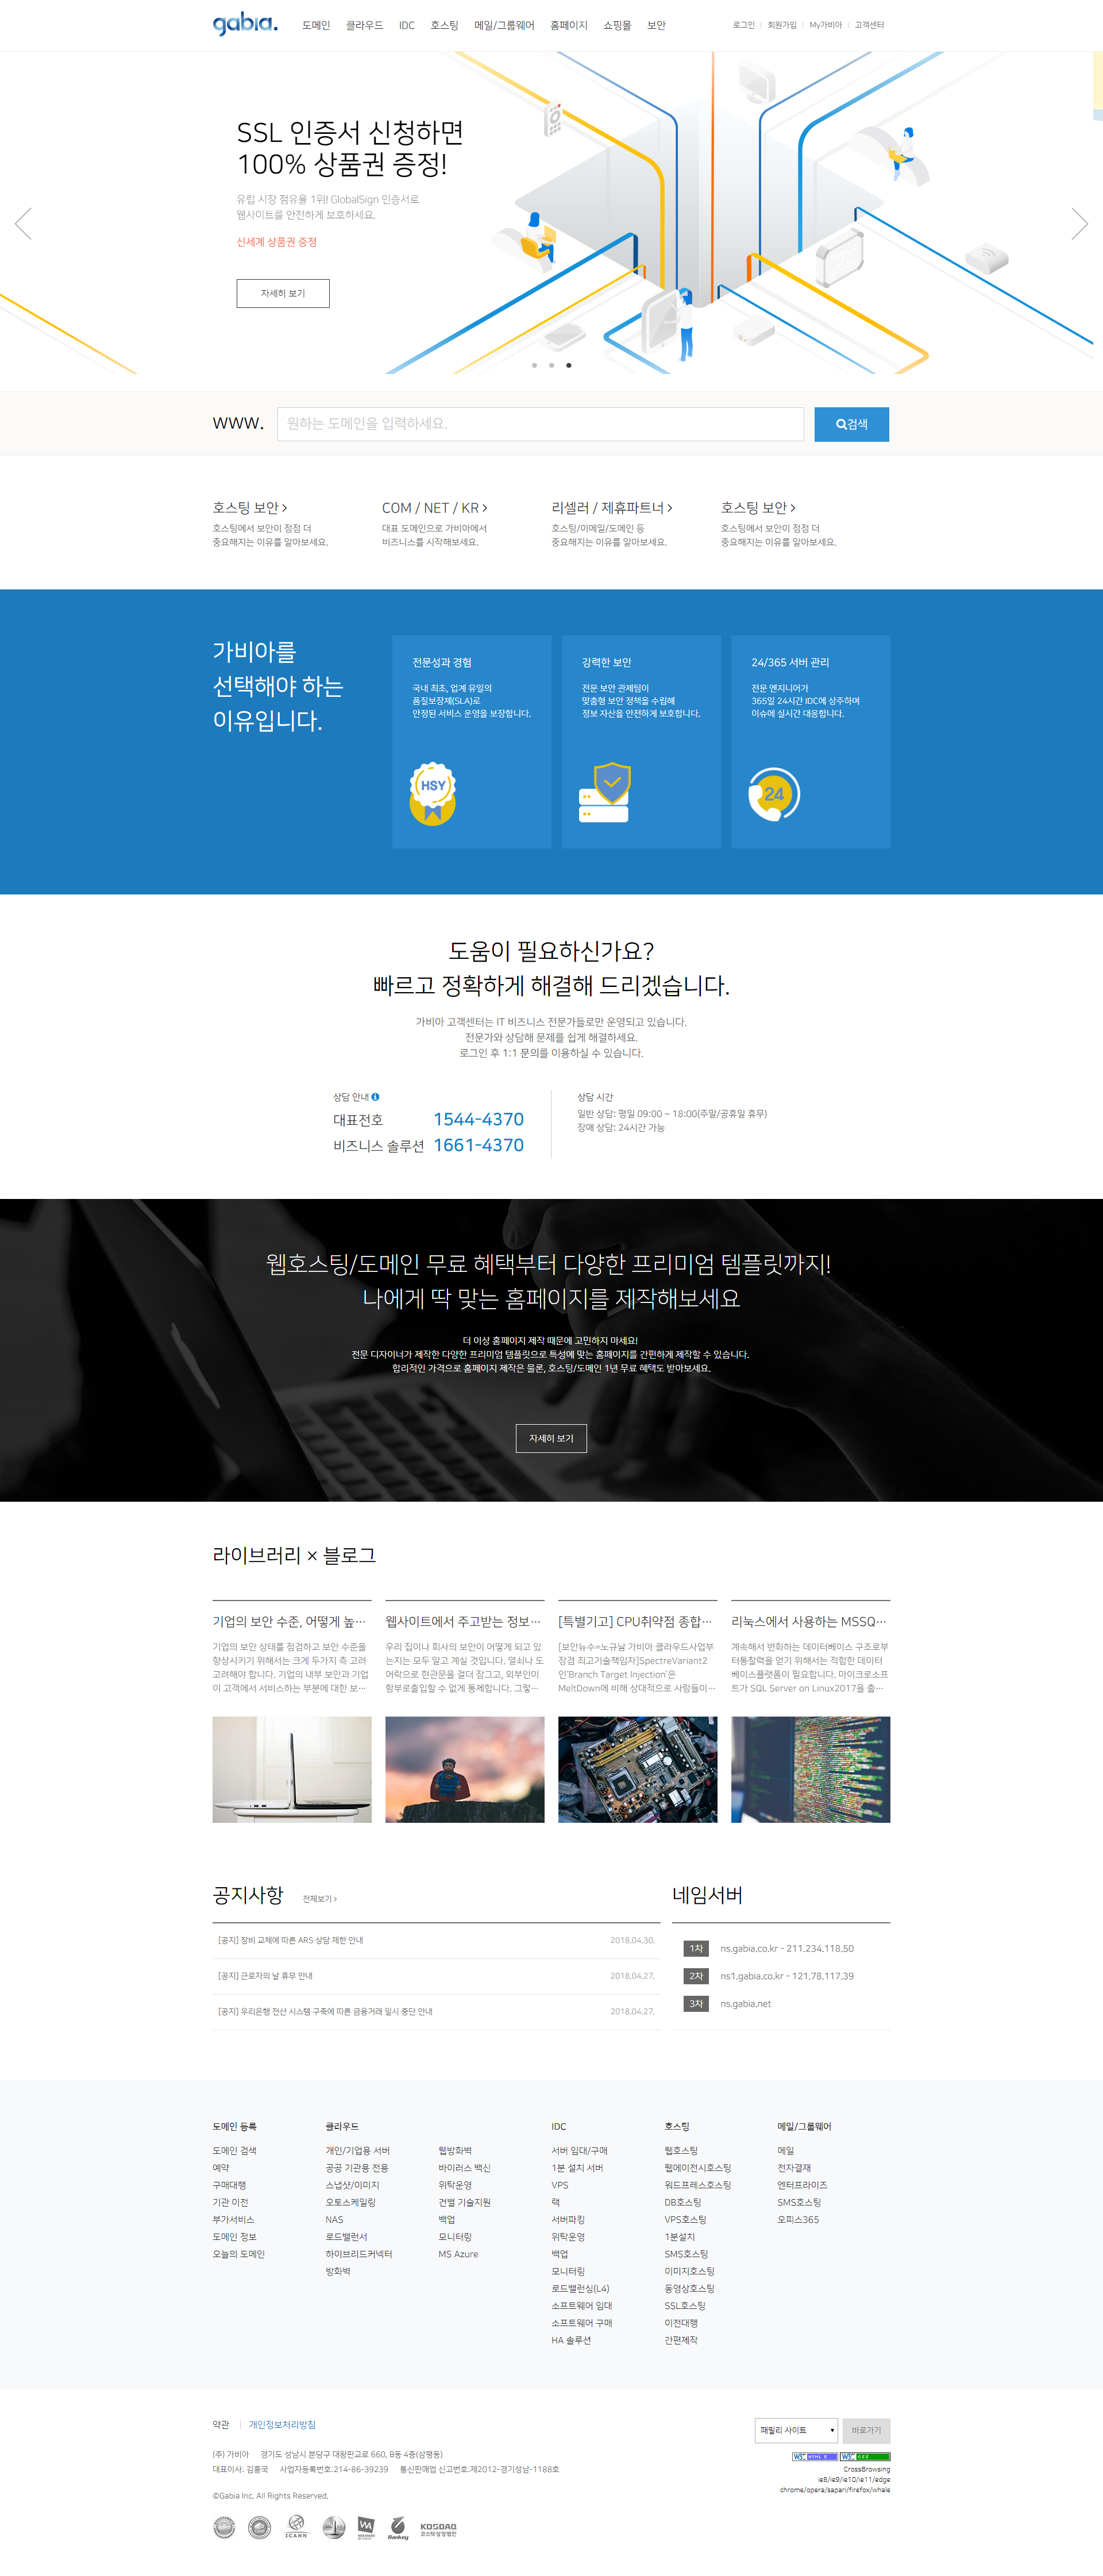 gabia.
도메인 클라우드 IDC 호스팅 메일/그룹웨어 홈페이지 쇼핑몰 보안
로그인 회원가입 My가비아 고객센터
SSL 인증서 신청하면
100% 상품권 증정!
유럽 시장 점유율 1위! GlobalSign 인증서로
웹사이트를 안전하게 보호하세요.
신세계 상품권 증정
자세히 보기
www.
원하는 도메인을 입력하세요.
검색
호스팅 보안
호스팅에서 보안이 점점 더
중요해지는 이유를 알아보세요.
COM / NET / KR
대표 도메인으로 가비아에서
비즈니스를 시작해보세요.
리셀러 / 제휴파트너
호스팅/이메일/도메인 등
중요해지는 이유를 알아보세요.
호스팅 보안
호스팅에서 보안이 점점 더
중요해지는 이유를 알아보세요.
가비아를
선택해야 하는
이유입니다.
전문성과 경험
국내 최초, 업계 유일의
품질보장제(SLA)로
안정된 서비스 운영을 보장합니다.
HSY
강력한 보안
전문 보안 관제팀이
맞춤형 보안 정책을 수립해
정보 자산을 안전하게 보호합니다.
24/365 서버 관리
전문 엔지니어가
365일 24시간 IDC에 상주하며
이슈에 실시간 대응합니다.
24
도움이 필요하신가요?
빠르고 정확하게 해결해 드리겠습니다.
가비아 고객센터는 IT 비즈니스 전문가들로만 운영되고 있습니다.
전문가와 상담해 문제를 쉽게 해결하세요.
로그인 후 1:1 문의를 이용하실 수 있습니다.
상담 안내
대표전호 1544-4370
비즈니스 솔루션 1661-4370
상담 시간
일반 상담: 평일 09:00 ~ 18:00(주말/공휴일 휴무)
장매 상담: 24시간 가능
웹호스팅/도메인 무료 혜택부터 다양한 프리미엄 템플릿까지!
나에게 딱 맞는 홈페이지를 제작해보세요
더 이상 홈페이지 제작 때문에 고민하지 마세요!
전문 디자이너가 제작한 다양한 프리미엄 템플릿으로 특성에 맞는 홈페이지를 간편하게 제작할 수 있습니다.
합리적인 가격으로 홈페이지 제작은 물론, 호스팅/도메인 1년 무료 혜택도 받아보세요.
자세히 보기
라이브러리 × 블로그
기업의 보안 수준, 어떻게 높…
기업의 보안 상태를 점검하고 보안 수준을
향상시키기 위해서는 크게 두가지 측 고려
고려해야 합니다. 기업의 내부 보안과 기업
이 고객에서 서비스하는 부분에 대한 보…
웹사이트에서 주고받는 정보…
우리 집이나 회사의 보안이 어떻게 되고 있
는지는 모두 알고 계실 것입니다. 열쇠나 도
어락으로 현관문을 걸더 잠그고, 외부인이
함부로출입할 수 없게 통제합니다. 그렇…
[특별기고] CPU취약점 종합…
[보안뉴수=노규남 가비아 클라우드사업부
장겸 최고기술책임자]SpectreVariant2
인'Branch Target Injection'은
MeltDown에 비해 상대적으로 사람들이…
리눅스에서 사용하는 MSSQ…
계속해서 변화하는 데이터베이스 구조로부
터통찰력을 얻기 위해서는 적합한 데이터
베이스플랫폼이 필요합니다. 마이크로소프
트가 SQL Server on Linux2017을 출…
공지사항 전체보기
[공지] 장비 교체에 따른 ARS 상담 제한 안내 2018.04.30.
[공지] 근로자의 날 휴무 안내 2018.04.27.
[공지] 우리은행 전산 시스템 구축에 따른 금융거래 일시 중단 안내 2018.04.27.
네임서버
1차 ns.gabia.co.kr - 211.234.118.50
2차 ns1.gabia.co.kr - 121.78.117.39
3차 ns.gabia.net
도메인 등록
도메인 검색
예약
구매대행
기관 이전
부가서비스
도메인 정보
오늘의 도메인
클라우드
개인/기업용 서버
공공 기관용 전용
스냅샷/이미지
오토스케일링
NAS
로드밸런서
하이브리드커넥터
방화벽
웹방화벽
바이러스 백신
위탁운영
건별 기술지원
백업
모니터링
MS Azure
IDC
서버 임대/구매
1분 설치 서버
VPS
랙
서버파킹
위탁운영
백업
모니터링
로드밸런싱(L4)
소프트웨어 임대
소프트웨어 구매
HA 솔루션
호스팅
웹호스팅
웹에이전시호스팅
워드프레스호스팅
DB호스팅
VPS호스팅
1분설치
SMS호스팅
이미지호스팅
동영상호스팅
SSL호스팅
이전대행
간편제작
메일/그룹웨어
메일
전자결재
엔터프라이즈
SMS호스팅
오피스365
약관 개인정보처리방침
(주) 가비아 경기도 성남시 분당구 대왕판교로 660, B동 4층(삼평동)
대표이사: 김홍국 사업자등록번호:214-86-39239 통신판매업 신고번호:제2012-경기성남-1188호
©Gabia Inc. All Rights Reserved.
패밀리 사이트
바로가기
W3C HTML 5
W3C CSS
CrossBrowsing
ie8/ie9/ie10/ie11/edge
chrome/opera/sapari/firefox/whale
ICANN
Rankey
KOSDAQ
코스닥상장법인